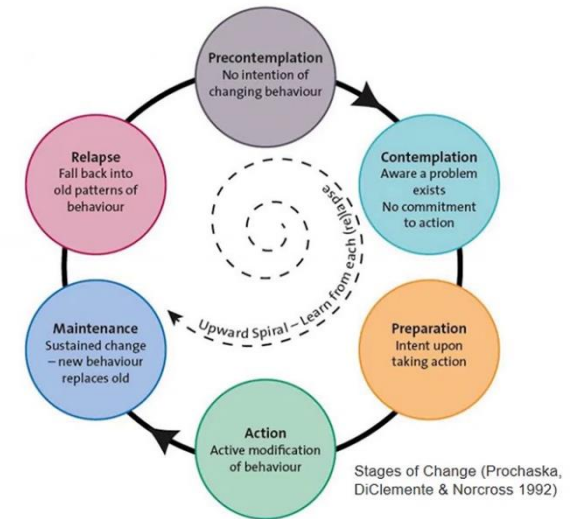 Precontemplation
No intention of
changing behaviour
Contemplation
Aware a problem
exists
No commitment
to action
Preparation
Intent upon
taking action
Action
Active modification
of behaviour
Maintenance
Sustained change
– new behaviour
replaces old
Relapse
Fall back into
old patterns of
behaviour
Upward Spiral – Learn from each (re)lapse
Stages of Change (Prochaska,
DiClemente & Norcross 1992)